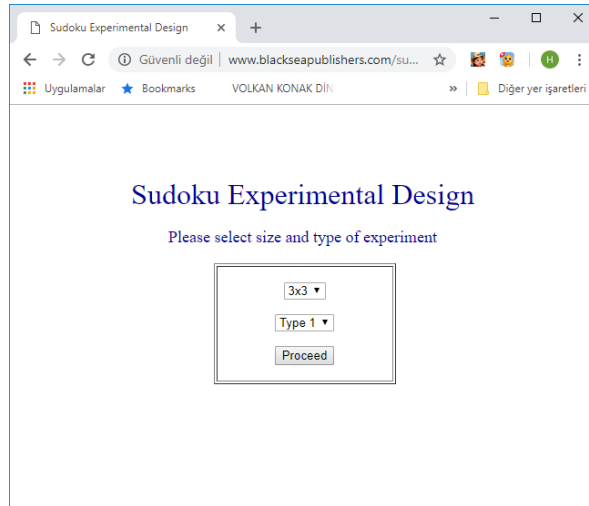 Sudoku Experimental Design
Güvenli değil | www.blackseapublishers.com/su...
H
Uygulamalar Bookmarks VOLKAN KONAK DİN » Diğer yer işaretleri
Sudoku Experimental Design
Please select size and type of experiment
3x3
Type 1
Proceed